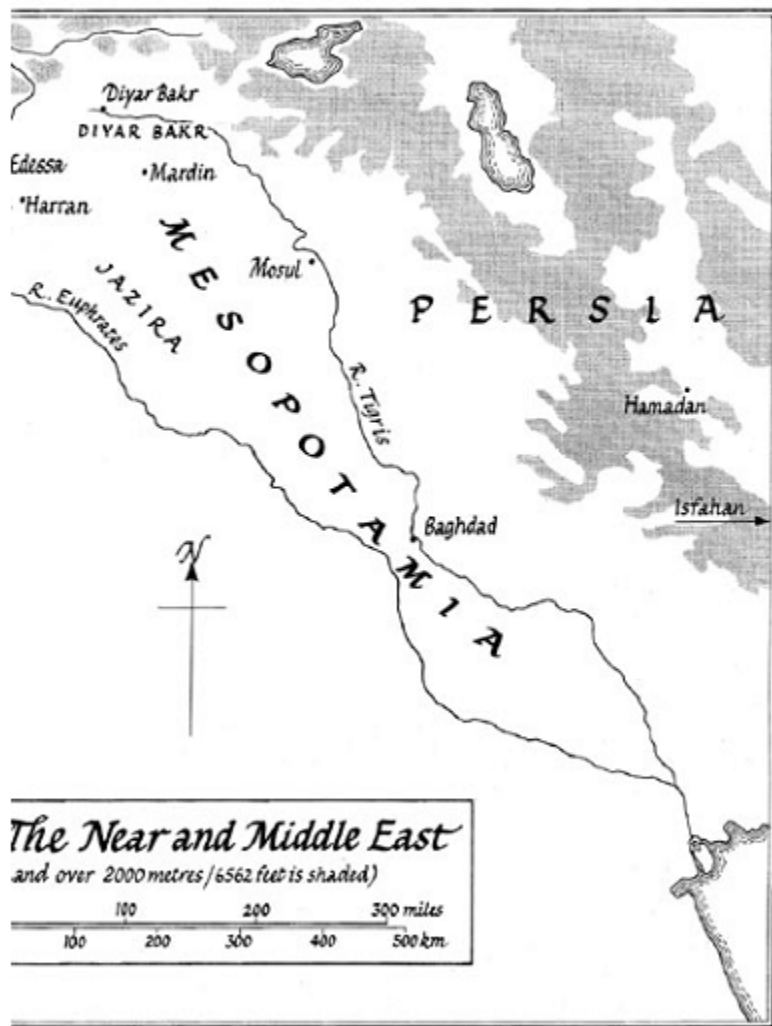 Diyar Bakr
DIYAR BAKR
Edessa
Mardin
Harran
MESOPOTAMIA
Mosul
JAZIRA
R. Euphrates
PERSIA
R. Tigris
Hamadan
Isfahan
Baghdad
N
The Near and Middle East
and over 2000 metres/6562 feet is shaded)
100 200 300 miles
100 200 300 400 500 km